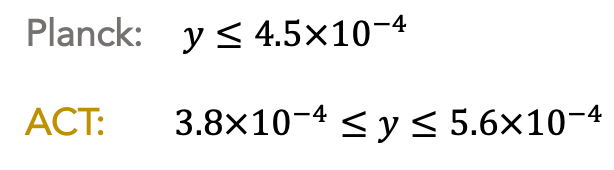 Planck: y ≤ 4.5×10⁻⁴
ACT: 3.8×10⁻⁴ ≤ y ≤ 5.6×10⁻⁴